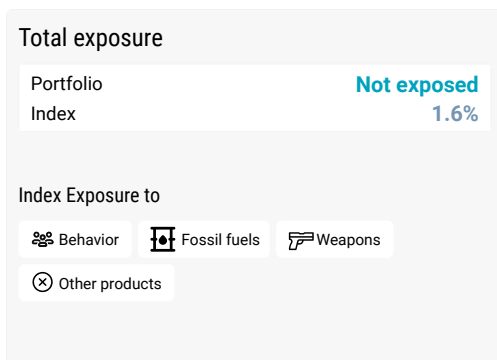 Total exposure
Portfolio Not exposed
Index 1.6%
Index Exposure to
Behavior Fossil fuels Weapons
Other products